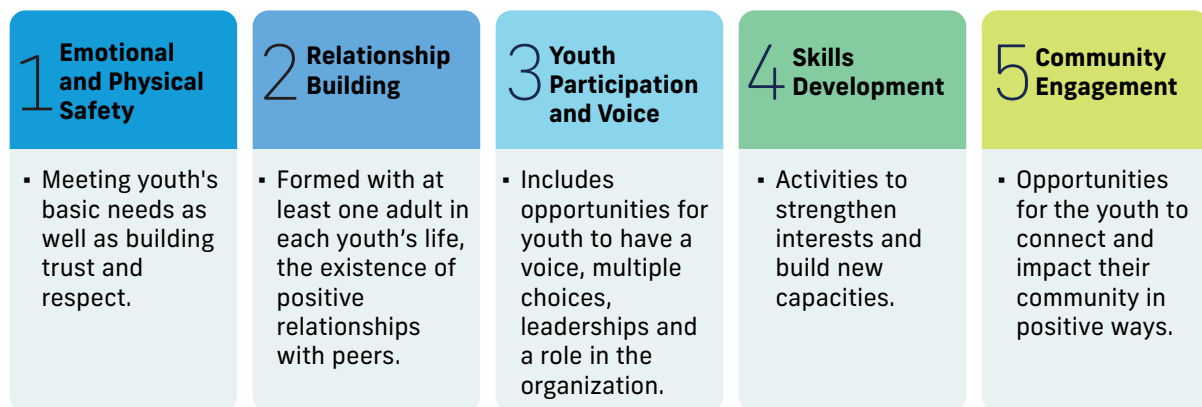 1 Emotional
and Physical
Safety
▪ Meeting youth's
basic needs as
well as building
trust and
respect.
2 Relationship
Building
▪ Formed with at
least one adult in
each youth’s life,
the existence of
positive
relationships
with peers.
3 Youth
Participation
and Voice
▪ Includes
opportunities for
youth to have a
voice, multiple
choices,
leaderships and
a role in the
organization.
4 Skills
Development
▪ Activities to
strengthen
interests and
build new
capacities.
5 Community
Engagement
▪ Opportunities
for the youth to
connect and
impact their
community in
positive ways.